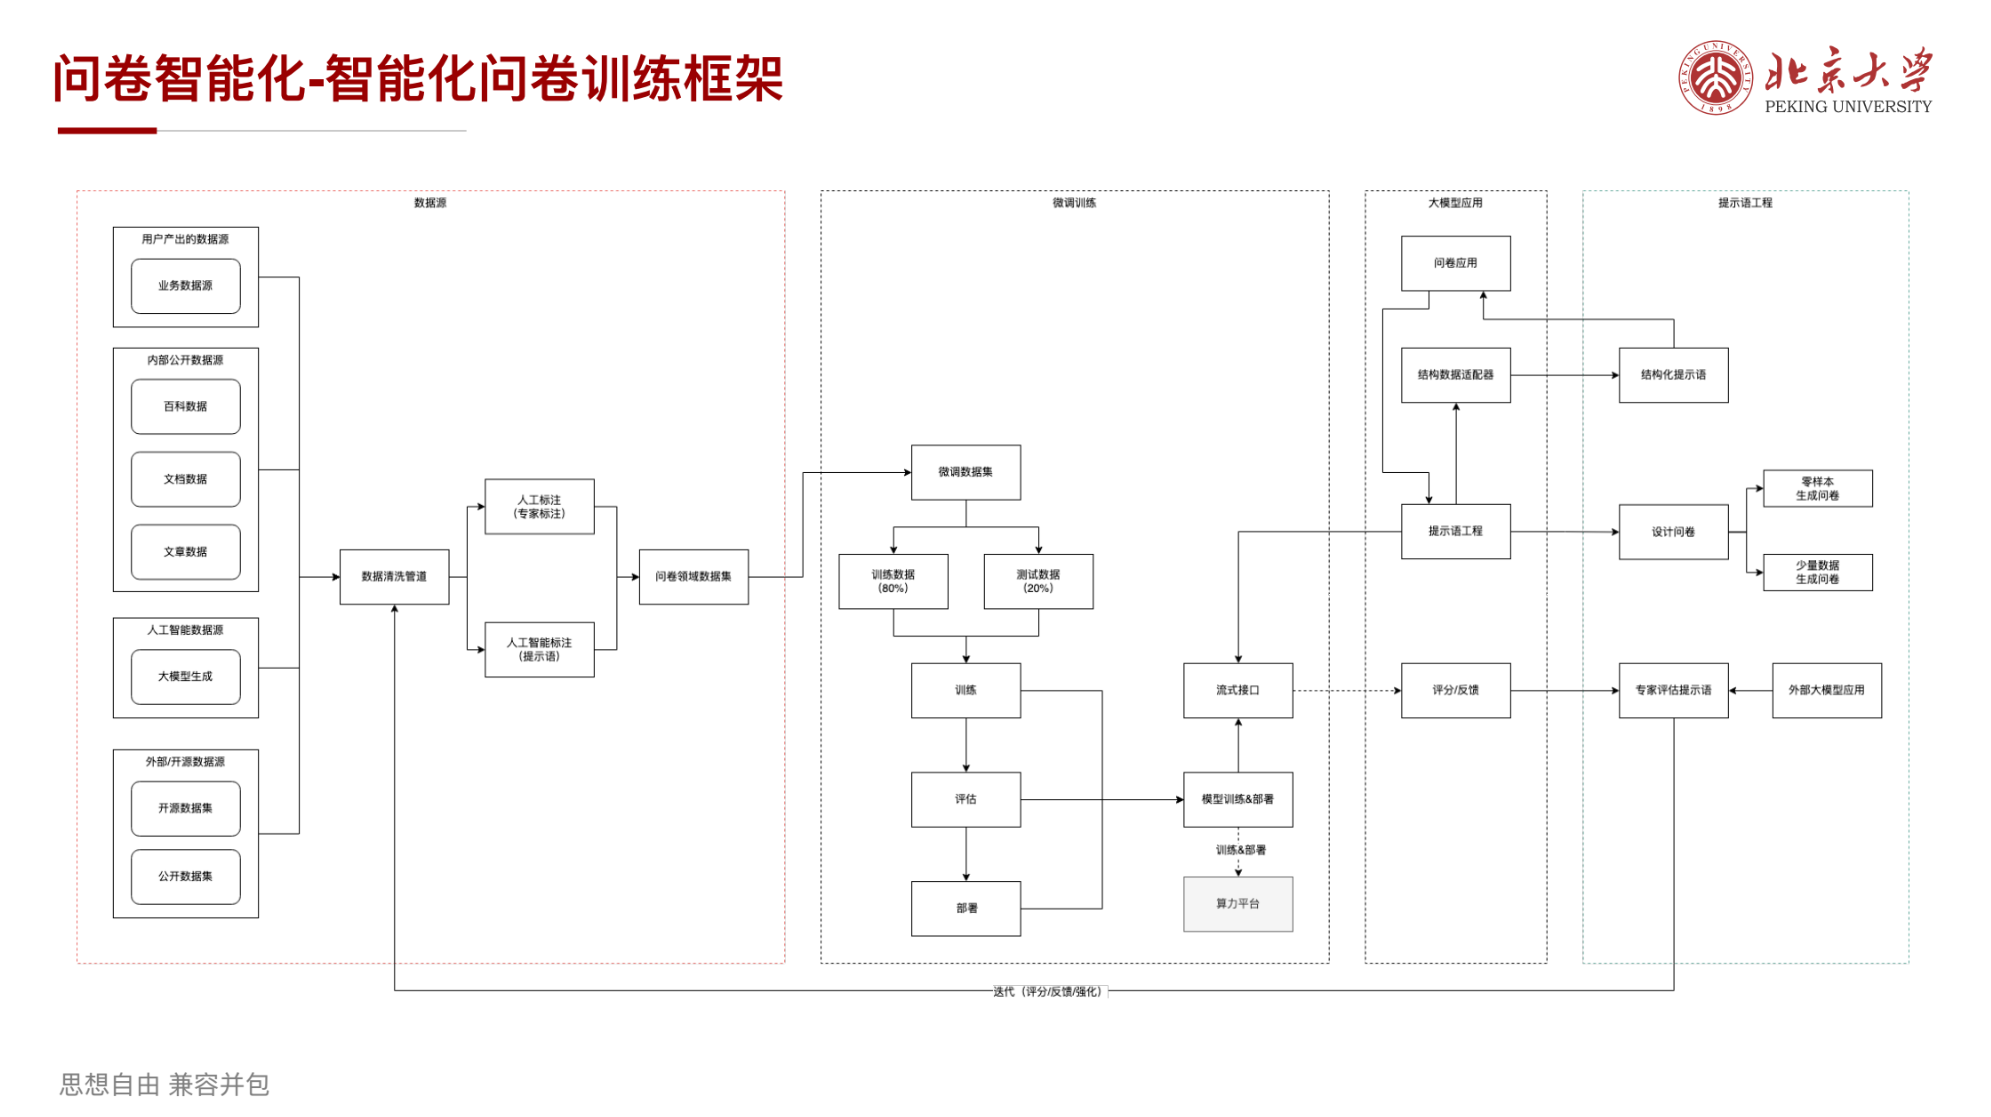 问卷智能化-智能化问卷训练框架
北京大学
PEKING UNIVERSITY
PEKING UNIVERSITY
1898
数据源
用户产出的数据源
业务数据源
内部公开数据源
百科数据
文档数据
文章数据
人工智能数据源
大模型生成
外部/开源数据源
开源数据集
公开数据集
数据清洗管道
人工标注
(专家标注)
人工智能标注
(提示语)
问卷领域数据集
微调训练
微调数据集
训练数据
(80%)
测试数据
(20%)
训练
评估
部署
流式接口
模型训练&部署
训练&部署
算力平台
大模型应用
问卷应用
结构数据适配器
提示语工程
评分/反馈
提示语工程
结构化提示语
设计问卷
零样本
生成问卷
少量数据
生成问卷
专家评估提示语
外部大模型应用
迭代（评分/反馈/强化）
思想自由 兼容并包